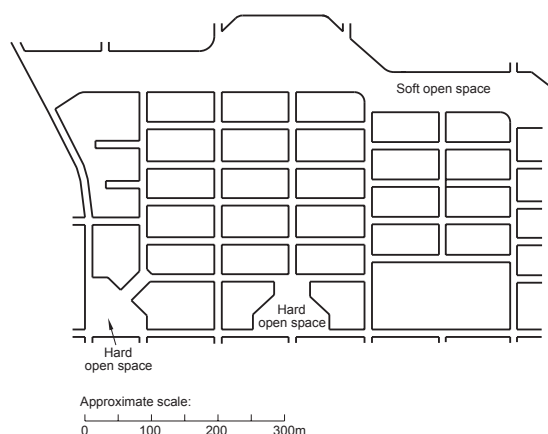 Soft open space
Hard
open space
Hard
open space
Approximate scale:
0 100 200 300m